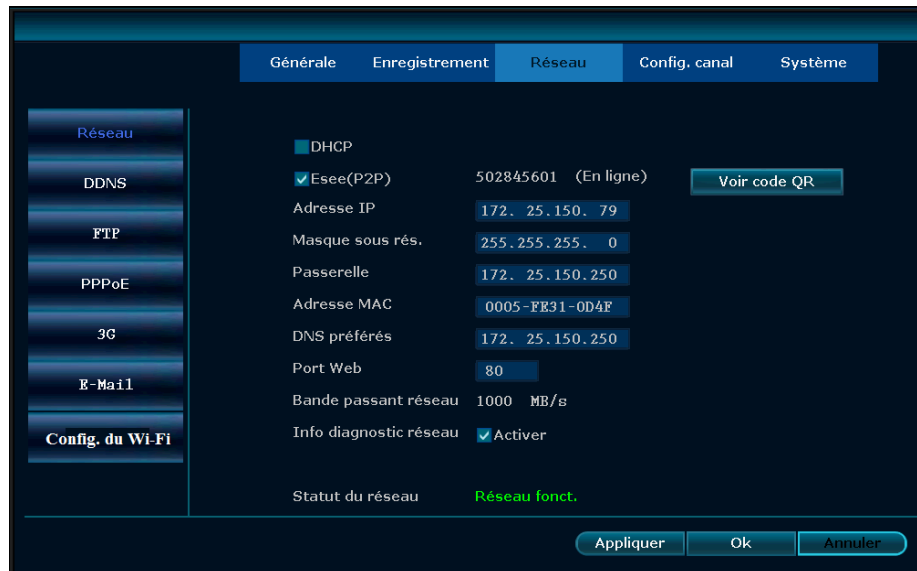 Générale Enregistrement Réseau Config. canal Système
Réseau
DDNS
FTP
PPPoE
3G
E-Mail
Config. du Wi-Fi
DHCP
Esee(P2P) 502845601 (En ligne) Voir code QR
Adresse IP 172. 25.150. 79
Masque sous rés. 255.255.255. 0
Passerelle 172. 25.150.250
Adresse MAC 0005-FE31-0D4F
DNS préférés 172. 25.150.250
Port Web 80
Bande passant réseau 1000 MB/s
Info diagnostic réseau Activer
Statut du réseau Réseau fonct.
Appliquer Ok Annuler